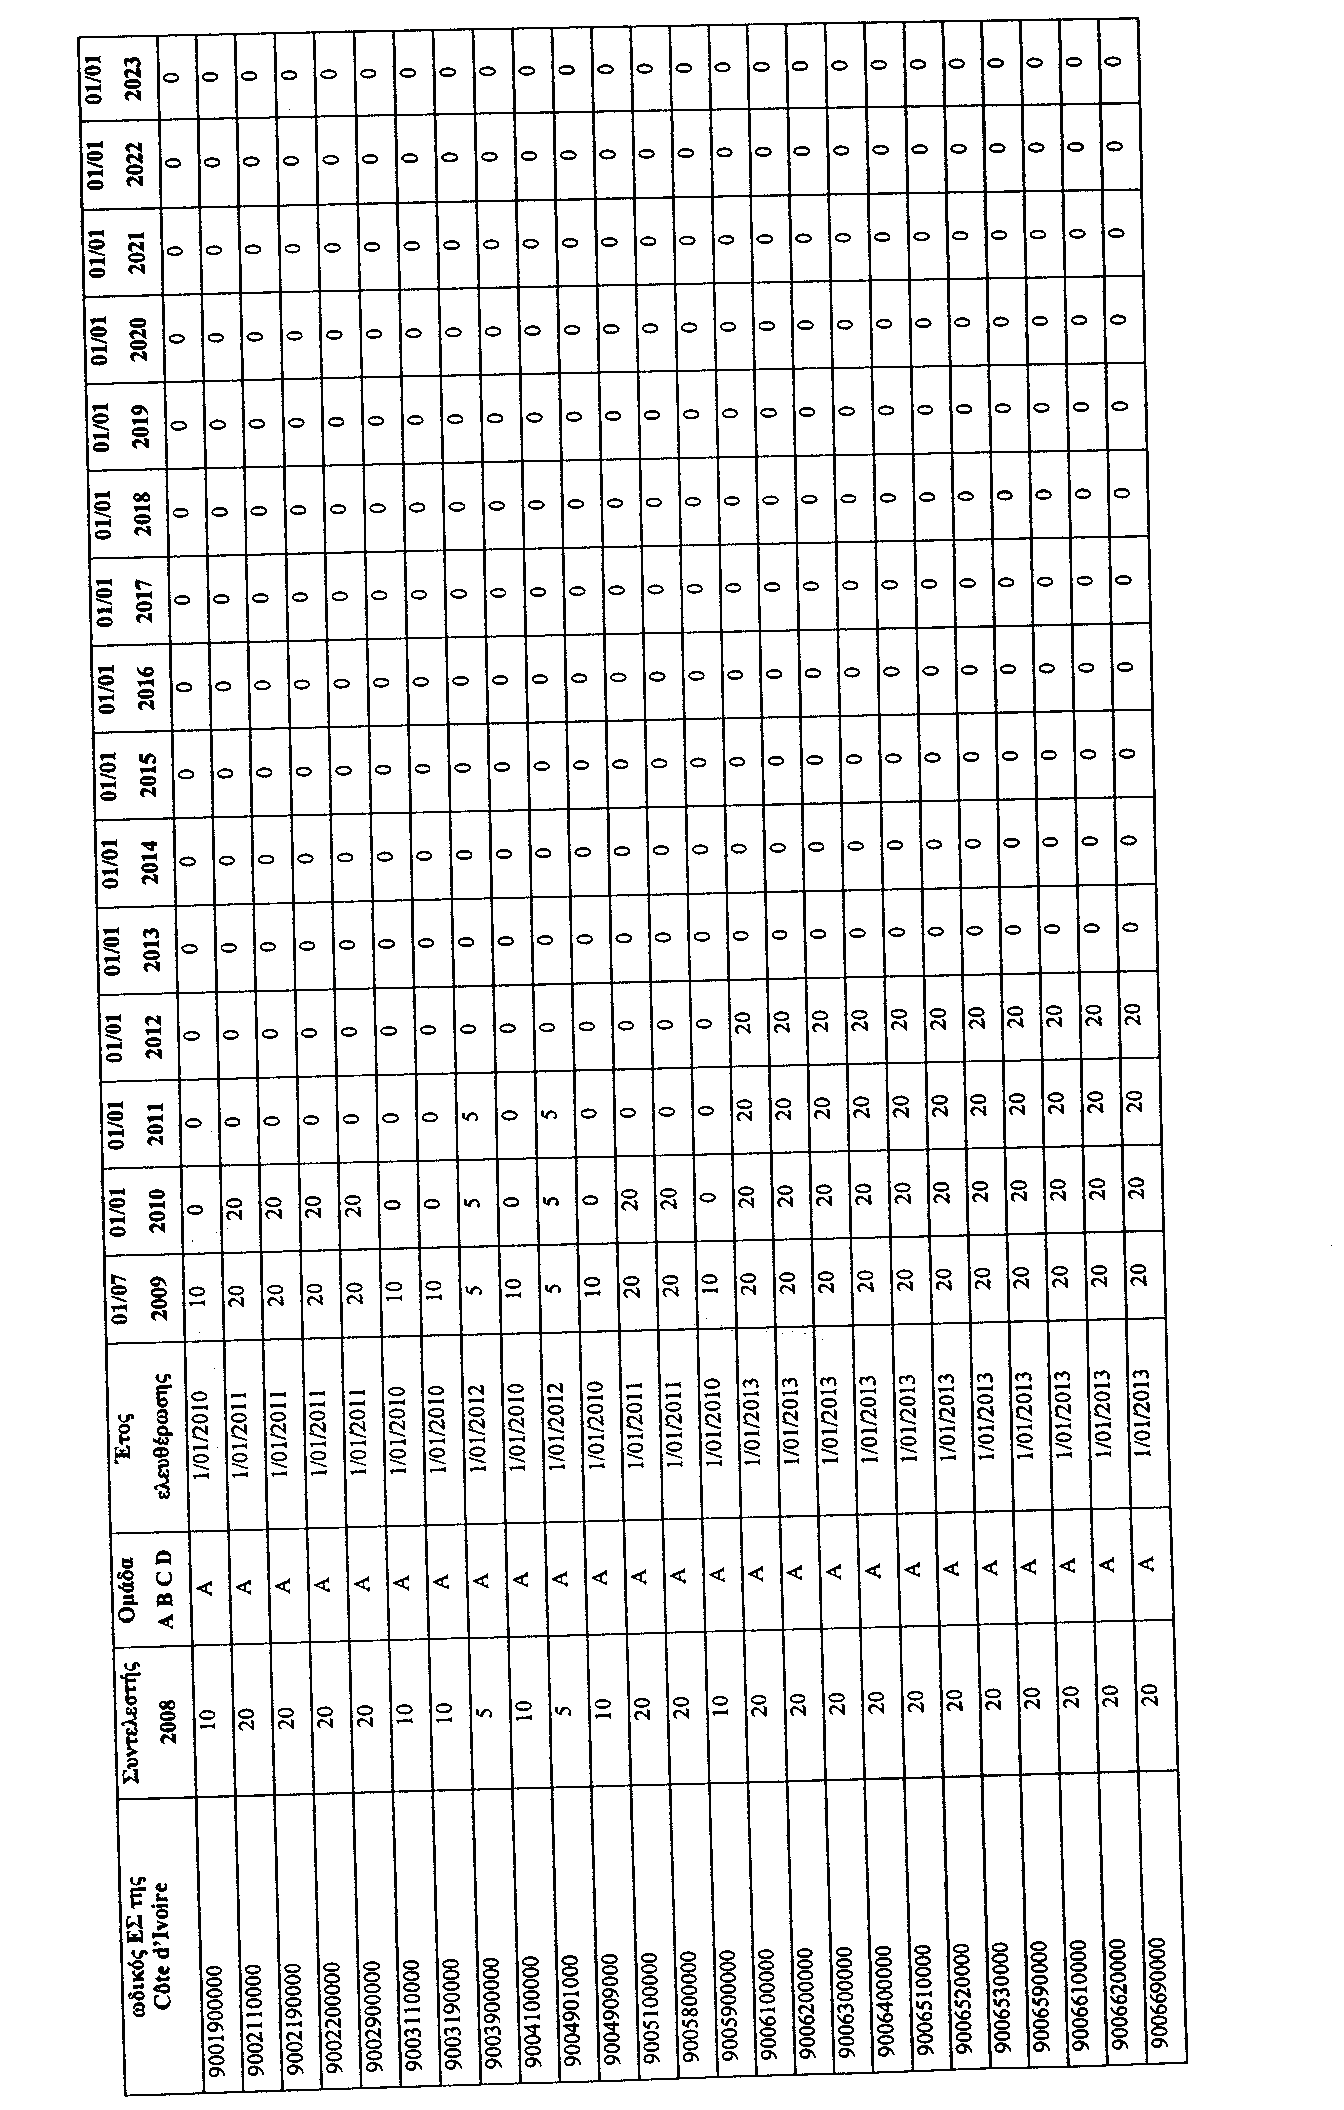 ωδικός ΕΣ της Συντελεστής Ομάδα Έτος 01/07 01/01 01/01 01/01 01/01 01/01 01/01 01/01 01/01 01/01 01/01 01/01 01/01 01/01 01/01
Côte d'Ivoire 2008 A B C D ελευθέρωσης 2009 2010 2011 2012 2013 2014 2015 2016 2017 2018 2019 2020 2021 2022 2023
9001900000 10 A 1/01/2010 10 0 0 0 0 0 0 0 0 0 0 0 0 0 0
9002110000 20 A 1/01/2011 20 20 0 0 0 0 0 0 0 0 0 0 0 0 0
9002190000 20 A 1/01/2011 20 20 0 0 0 0 0 0 0 0 0 0 0 0 0
9002200000 20 A 1/01/2011 20 20 0 0 0 0 0 0 0 0 0 0 0 0 0
9002900000 20 A 1/01/2011 20 20 0 0 0 0 0 0 0 0 0 0 0 0 0
9003110000 10 A 1/01/2010 10 0 0 0 0 0 0 0 0 0 0 0 0 0 0
9003190000 10 A 1/01/2010 10 0 0 0 0 0 0 0 0 0 0 0 0 0 0
9003900000 5 A 1/01/2012 5 5 5 0 0 0 0 0 0 0 0 0 0 0 0
9004100000 10 A 1/01/2010 10 0 0 0 0 0 0 0 0 0 0 0 0 0 0
9004901000 5 A 1/01/2012 5 5 5 0 0 0 0 0 0 0 0 0 0 0 0
9004909000 10 A 1/01/2010 10 0 0 0 0 0 0 0 0 0 0 0 0 0 0
9005100000 20 A 1/01/2011 20 20 0 0 0 0 0 0 0 0 0 0 0 0 0
9005800000 20 A 1/01/2011 20 20 0 0 0 0 0 0 0 0 0 0 0 0 0
9005900000 10 A 1/01/2010 10 0 0 0 0 0 0 0 0 0 0 0 0 0 0
9006100000 20 A 1/01/2013 20 20 20 20 0 0 0 0 0 0 0 0 0 0 0
9006200000 20 A 1/01/2013 20 20 20 20 0 0 0 0 0 0 0 0 0 0 0
9006300000 20 A 1/01/2013 20 20 20 20 0 0 0 0 0 0 0 0 0 0 0
9006400000 20 A 1/01/2013 20 20 20 20 0 0 0 0 0 0 0 0 0 0 0
9006510000 20 A 1/01/2013 20 20 20 20 0 0 0 0 0 0 0 0 0 0 0
9006520000 20 A 1/01/2013 20 20 20 20 0 0 0 0 0 0 0 0 0 0 0
9006530000 20 A 1/01/2013 20 20 20 20 0 0 0 0 0 0 0 0 0 0 0
9006590000 20 A 1/01/2013 20 20 20 20 0 0 0 0 0 0 0 0 0 0 0
9006610000 20 A 1/01/2013 20 20 20 20 0 0 0 0 0 0 0 0 0 0 0
9006620000 20 A 1/01/2013 20 20 20 20 0 0 0 0 0 0 0 0 0 0 0
9006690000 20 A 1/01/2013 20 20 20 20 0 0 0 0 0 0 0 0 0 0 0